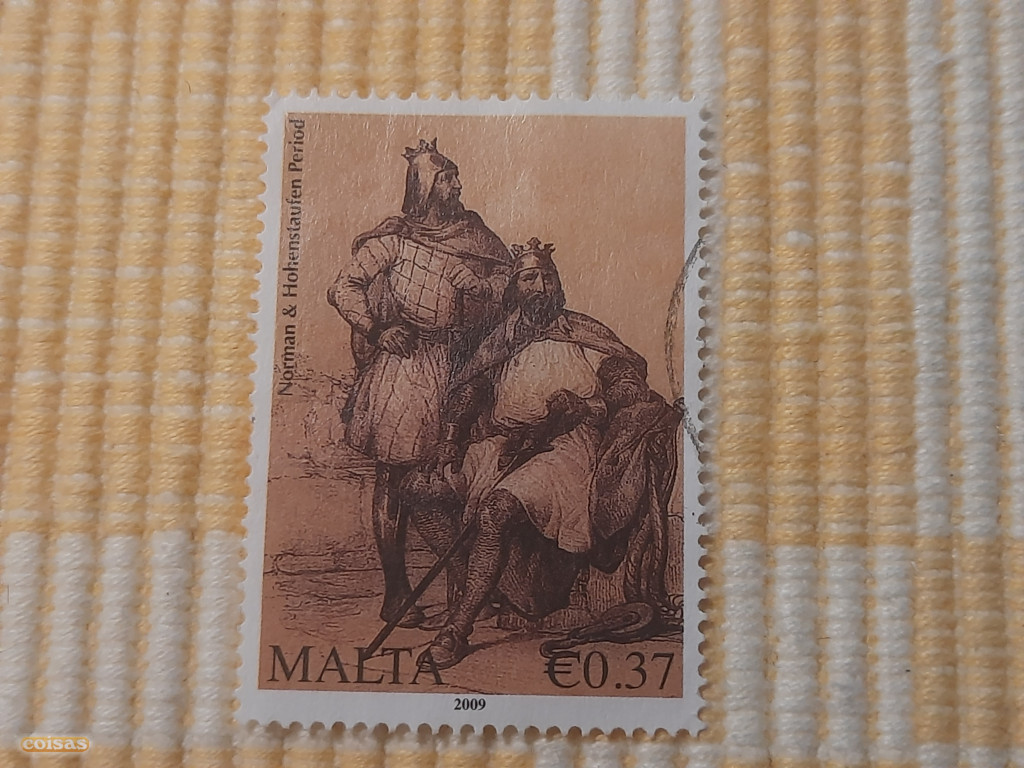 Norman & Hohenstaufen Period
MALTA €0.37
2009
coisas